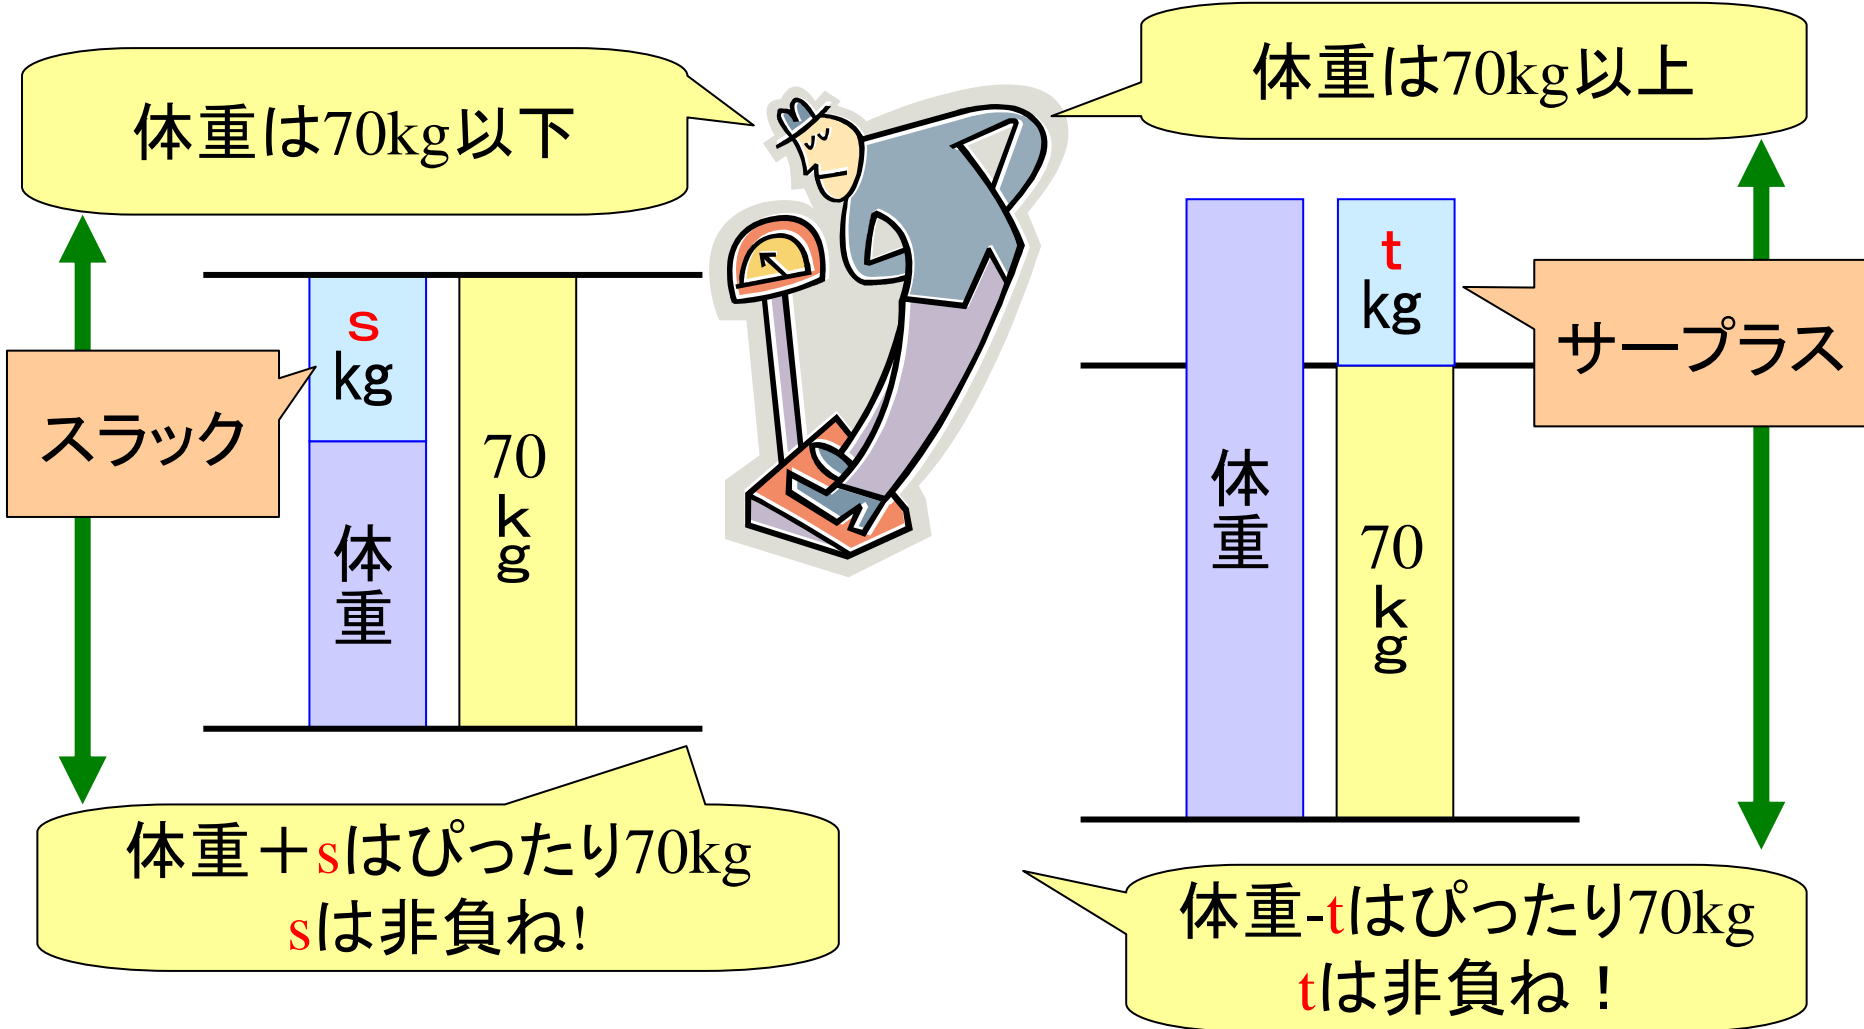 体重は70kg以下
体重は70kg以上
s
kg
スラック
体
重
70
k
g
t
kg
サープラス
体
重
70
k
g
体重＋sはぴったり70kg
sは非負ね!
体重-tはぴったり70kg
tは非負ね！